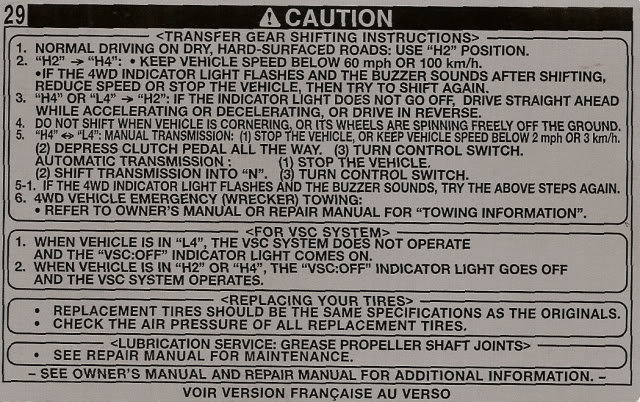 29
CAUTION
<TRANSFER GEAR SHIFTING INSTRUCTIONS>
1. NORMAL DRIVING ON DRY, HARD-SURFACED ROADS: USE “H2” POSITION.
2. “H2” → “H4”: • KEEP VEHICLE SPEED BELOW 60 mph OR 100 km/h.
•IF THE 4WD INDICATOR LIGHT FLASHES AND THE BUZZER SOUNDS AFTER SHIFTING,
REDUCE SPEED OR STOP THE VEHICLE, THEN TRY TO SHIFT AGAIN.
3. “H4” OR “L4” → “H2”: IF THE INDICATOR LIGHT DOES NOT GO OFF, DRIVE STRAIGHT AHEAD
WHILE ACCELERATING OR DECELERATING, OR DRIVE IN REVERSE.
4. DO NOT SHIFT WHEN VEHICLE IS CORNERING, OR ITS WHEELS ARE SPINNING FREELY OFF THE GROUND.
5. “H4” ⇔ “L4”: MANUAL TRANSMISSION: (1) STOP THE VEHICLE, OR KEEP VEHICLE SPEED BELOW 2 mph OR 3 km/h.
(2) DEPRESS CLUTCH PEDAL ALL THE WAY. (3) TURN CONTROL SWITCH.
AUTOMATIC TRANSMISSION : (1) STOP THE VEHICLE.
(2) SHIFT TRANSMISSION INTO “N”. (3) TURN CONTROL SWITCH.
5-1. IF THE 4WD INDICATOR LIGHT FLASHES AND THE BUZZER SOUNDS, TRY THE ABOVE STEPS AGAIN.
6. 4WD VEHICLE EMERGENCY (WRECKER) TOWING:
• REFER TO OWNER'S MANUAL OR REPAIR MANUAL FOR “TOWING INFORMATION”.
<FOR VSC SYSTEM>
1. WHEN VEHICLE IS IN “L4”, THE VSC SYSTEM DOES NOT OPERATE
AND THE “VSC:OFF” INDICATOR LIGHT COMES ON.
2. WHEN VEHICLE IS IN “H2” OR “H4”, THE “VSC:OFF” INDICATOR LIGHT GOES OFF
AND THE VSC SYSTEM OPERATES.
<REPLACING YOUR TIRES>
• REPLACEMENT TIRES SHOULD BE THE SAME SPECIFICATIONS AS THE ORIGINALS.
• CHECK THE AIR PRESSURE OF ALL REPLACEMENT TIRES.
<LUBRICATION SERVICE: GREASE PROPELLER SHAFT JOINTS>
• SEE REPAIR MANUAL FOR MAINTENANCE.
– SEE OWNER'S MANUAL AND REPAIR MANUAL FOR ADDITIONAL INFORMATION. –
VOIR VERSION FRANÇAISE AU VERSO